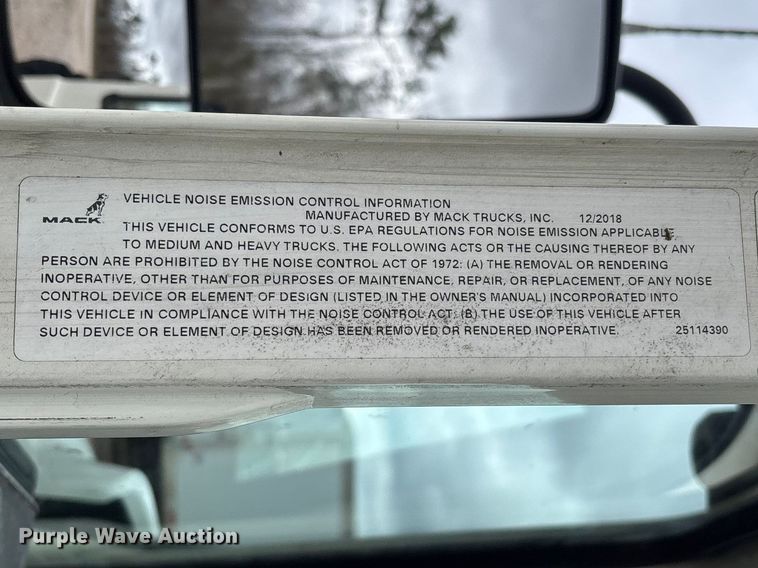 VEHICLE NOISE EMISSION CONTROL INFORMATION
MANUFACTURED BY MACK TRUCKS, INC. 12/2018
MACK
THIS VEHICLE CONFORMS TO U.S. EPA REGULATIONS FOR NOISE EMISSION APPLICABLE
TO MEDIUM AND HEAVY TRUCKS. THE FOLLOWING ACTS OR THE CAUSING THEREOF BY ANY
PERSON ARE PROHIBITED BY THE NOISE CONTROL ACT OF 1972: (A) THE REMOVAL OR RENDERING
INOPERATIVE, OTHER THAN FOR PURPOSES OF MAINTENANCE, REPAIR, OR REPLACEMENT, OF ANY NOISE
CONTROL DEVICE OR ELEMENT OF DESIGN (LISTED IN THE OWNER'S MANUAL) INCORPORATED INTO
THIS VEHICLE IN COMPLIANCE WITH THE NOISE CONTROL ACT: (B) THE USE OF THIS VEHICLE AFTER
SUCH DEVICE OR ELEMENT OF DESIGN HAS BEEN REMOVED OR RENDERED INOPERATIVE. 25114390
Purple Wave Auction